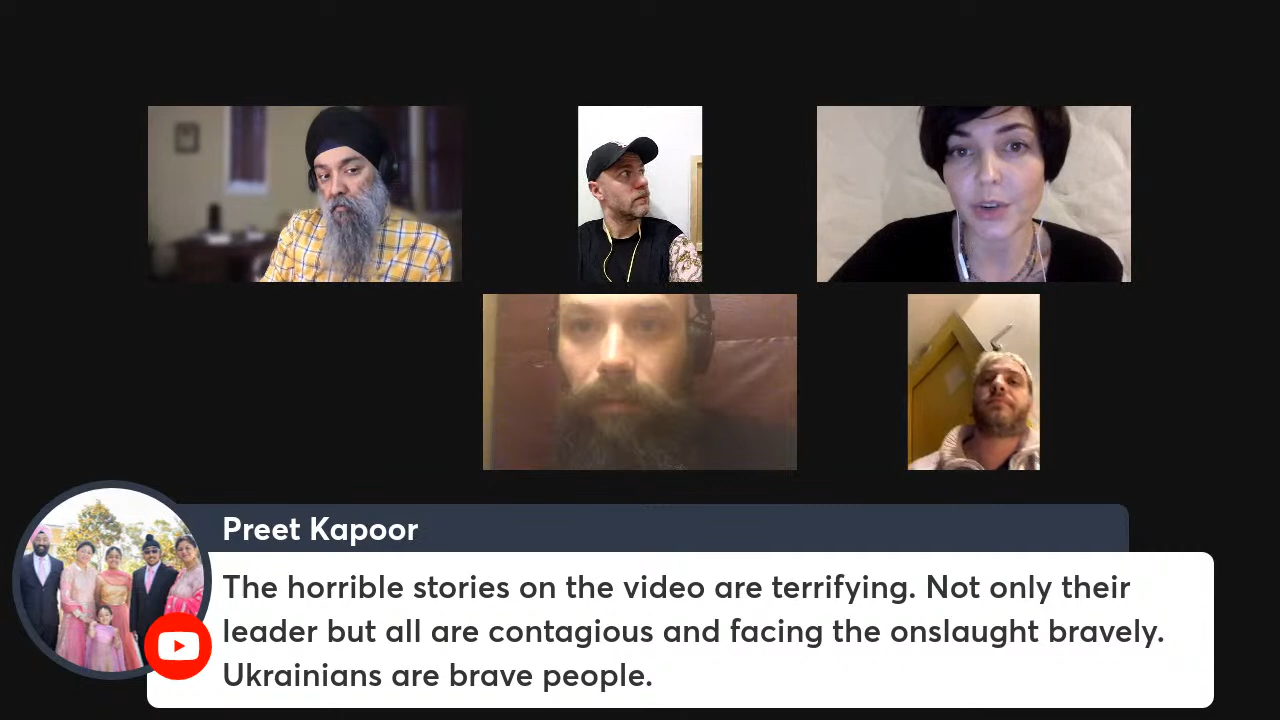 Preet Kapoor
The horrible stories on the video are terrifying. Not only their
leader but all are contagious and facing the onslaught bravely.
Ukrainians are brave people.